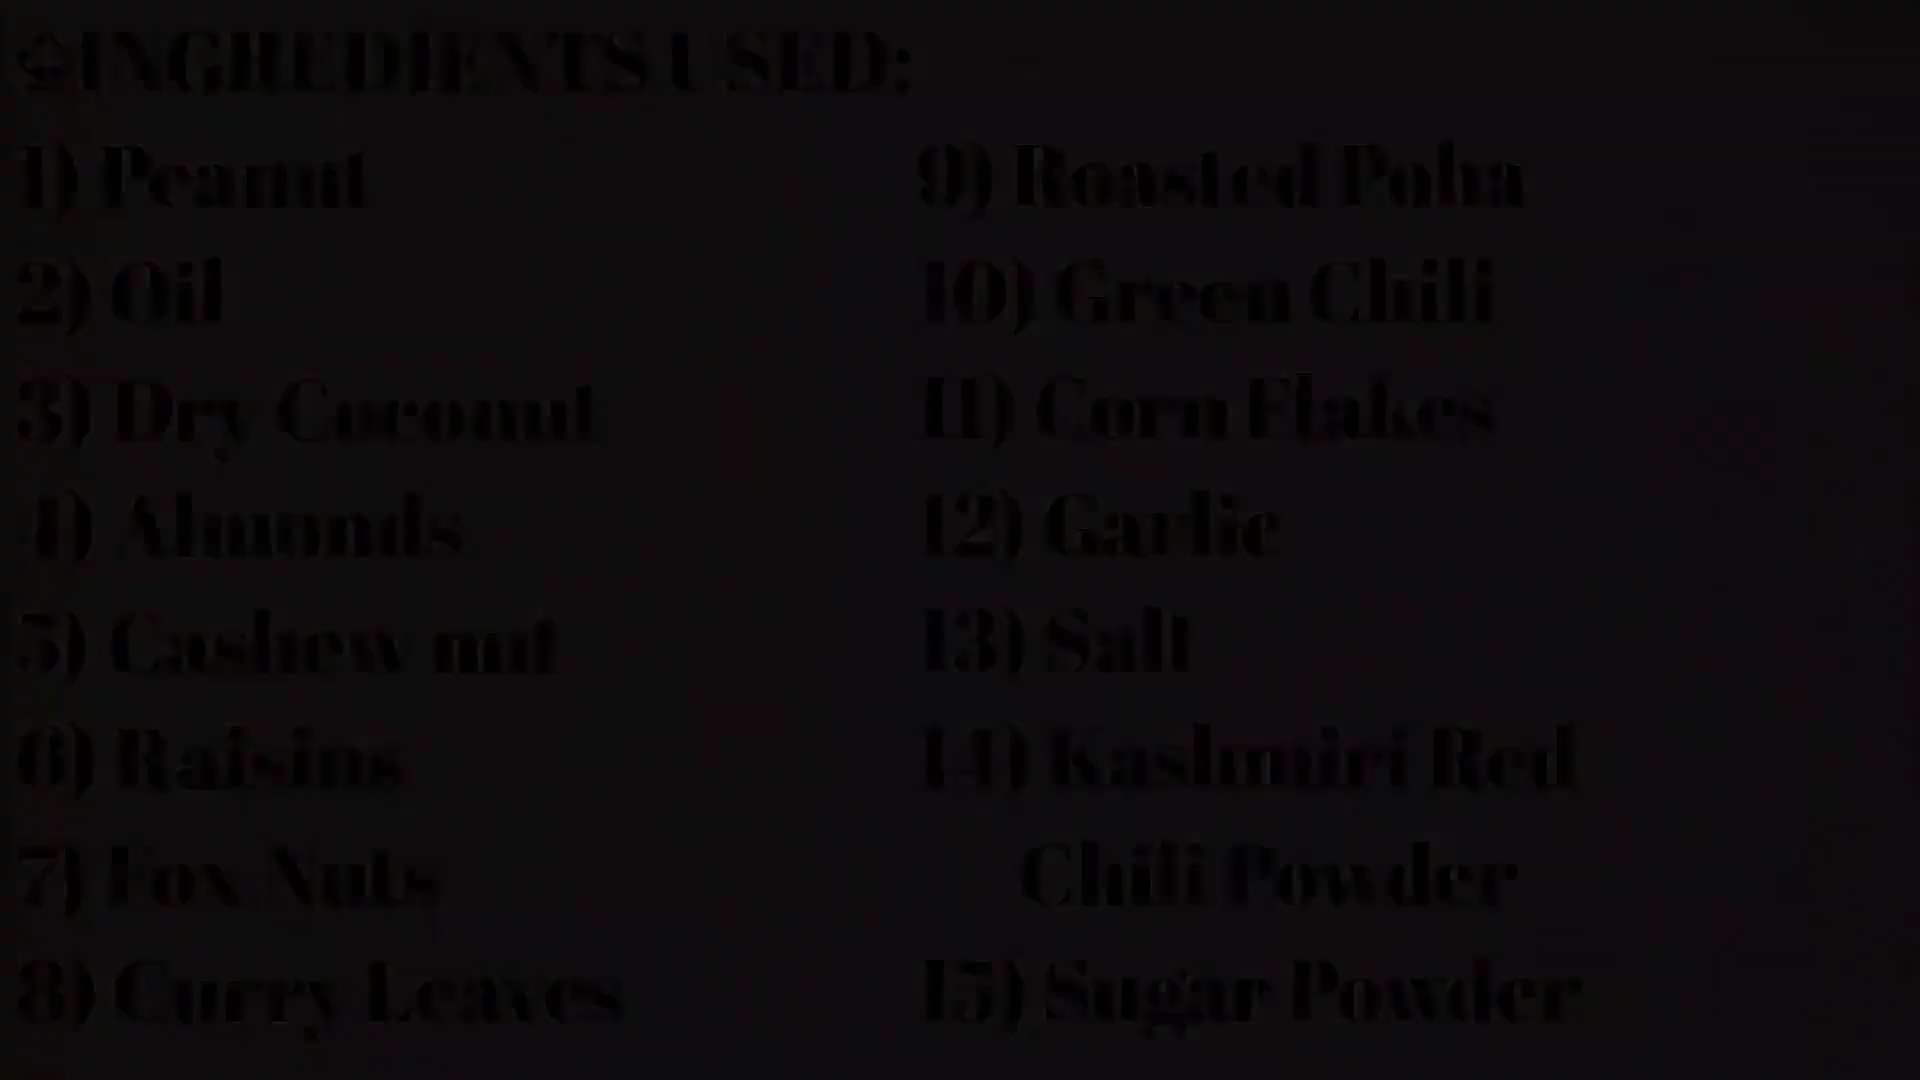 ♤INGREDIENTS USED:
1) Peanut
2) Oil
3) Dry Coconut
4) Almonds
5) Cashew nut
6) Raisins
7) Fox Nuts
8) Curry Leaves
9) Roasted Poha
10) Green Chili
11) Corn Flakes
12) Garlic
13) Salt
14) Kashmiri Red
Chili Powder
15) Sugar Powder